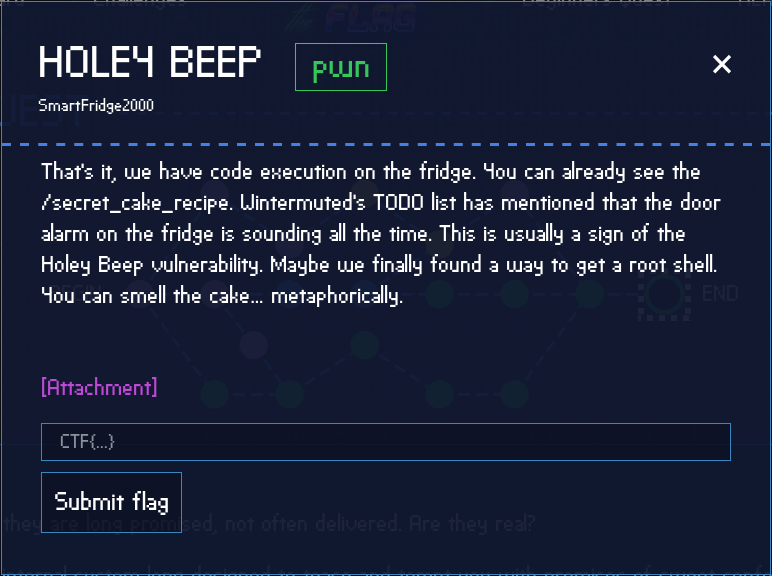 Challenges
FLAG
HOLEY BEEP
pwn
SmartFridge2000
That's it, we have code execution on the fridge. You can already see the
/secret_cake_recipe. Wintermuted's TODO list has mentioned that the door
alarm on the fridge is sounding all the time. This is usually a sign of the
Holey Beep vulnerability. Maybe we finally found a way to get a root shell.
You can smell the cake... metaphorically.
END
[Attachment]
CTF{...}
Submit flag
they are long promised, not often delivered. Are they real?